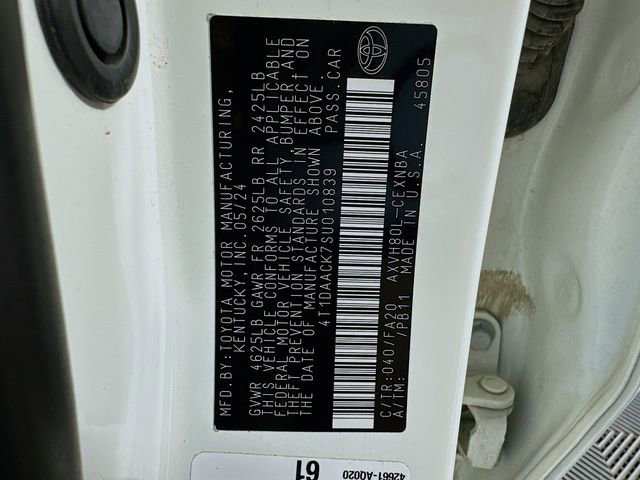 MFD.BY:TOYOTA MOTOR MANUFACTURING,
KENTUCKY, INC. 05/24
GVWR 4625LB GAWR FR 2625LB RR 2425LB
THIS VEHICLE CONFORMS TO ALL APPLICABLE
FEDERAL MOTOR VEHICLE SAFETY, BUMPER, AND
THEFT PREVENTION STANDARDS IN EFFECT ON
THE DATE OF MANUFACTURE SHOWN ABOVE.
4T1DAACK7SU010839 PASS.CAR
C/TR:040/FA20 AXVH80L-CEXNBA
A/TM: /PB11 MADE IN U.S.A. 45805
61
42661-AQ020